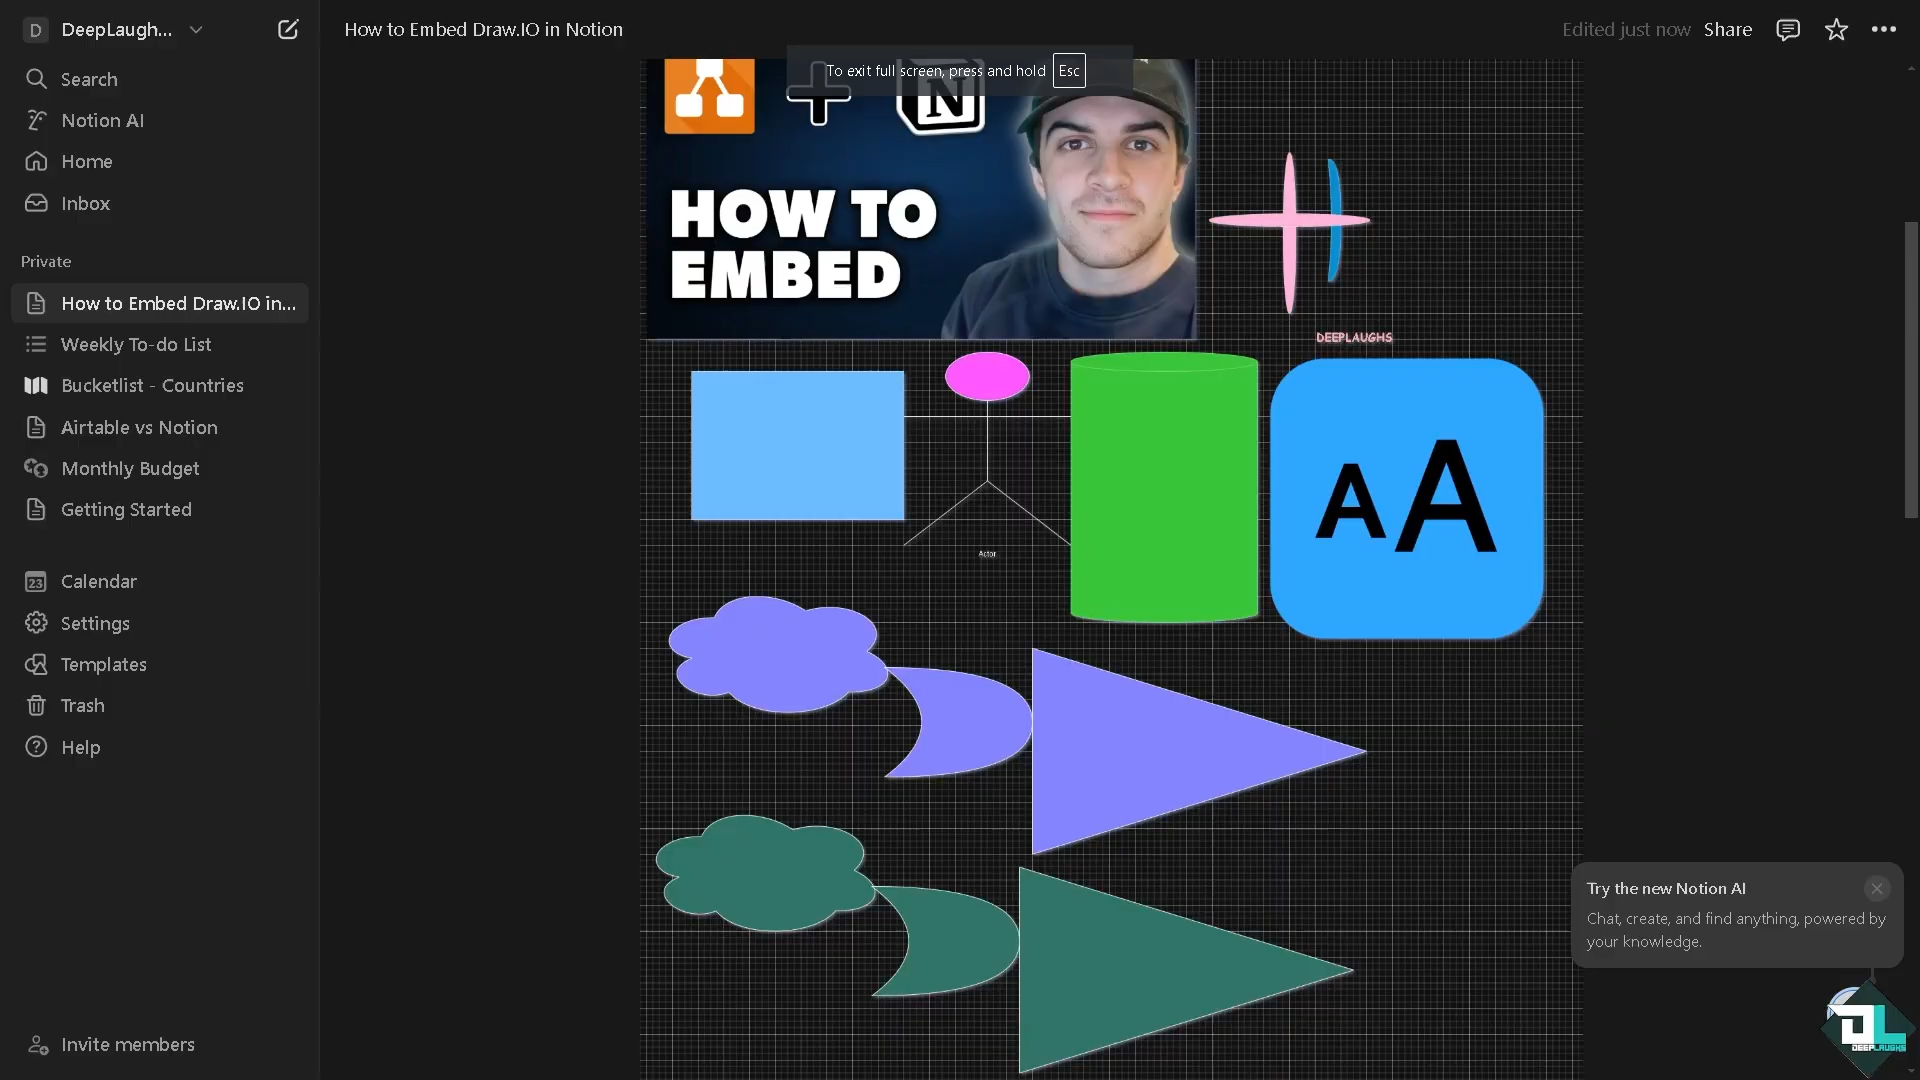 D DeepLaugh...
How to Embed Draw.IO in Notion
Edited just now Share
To exit full screen, press and hold Esc
Search
Notion AI
Home
Inbox
Private
How to Embed Draw.IO in...
Weekly To-do List
Bucketlist - Countries
Airtable vs Notion
Monthly Budget
Getting Started
23 Calendar
Settings
Templates
Trash
Help
Invite members
N
HOW TO
EMBED
DEEPLAUGHS
AA
Actor
Try the new Notion AI
Chat, create, and find anything, powered by
your knowledge.
DL
DEEPLAUGHS